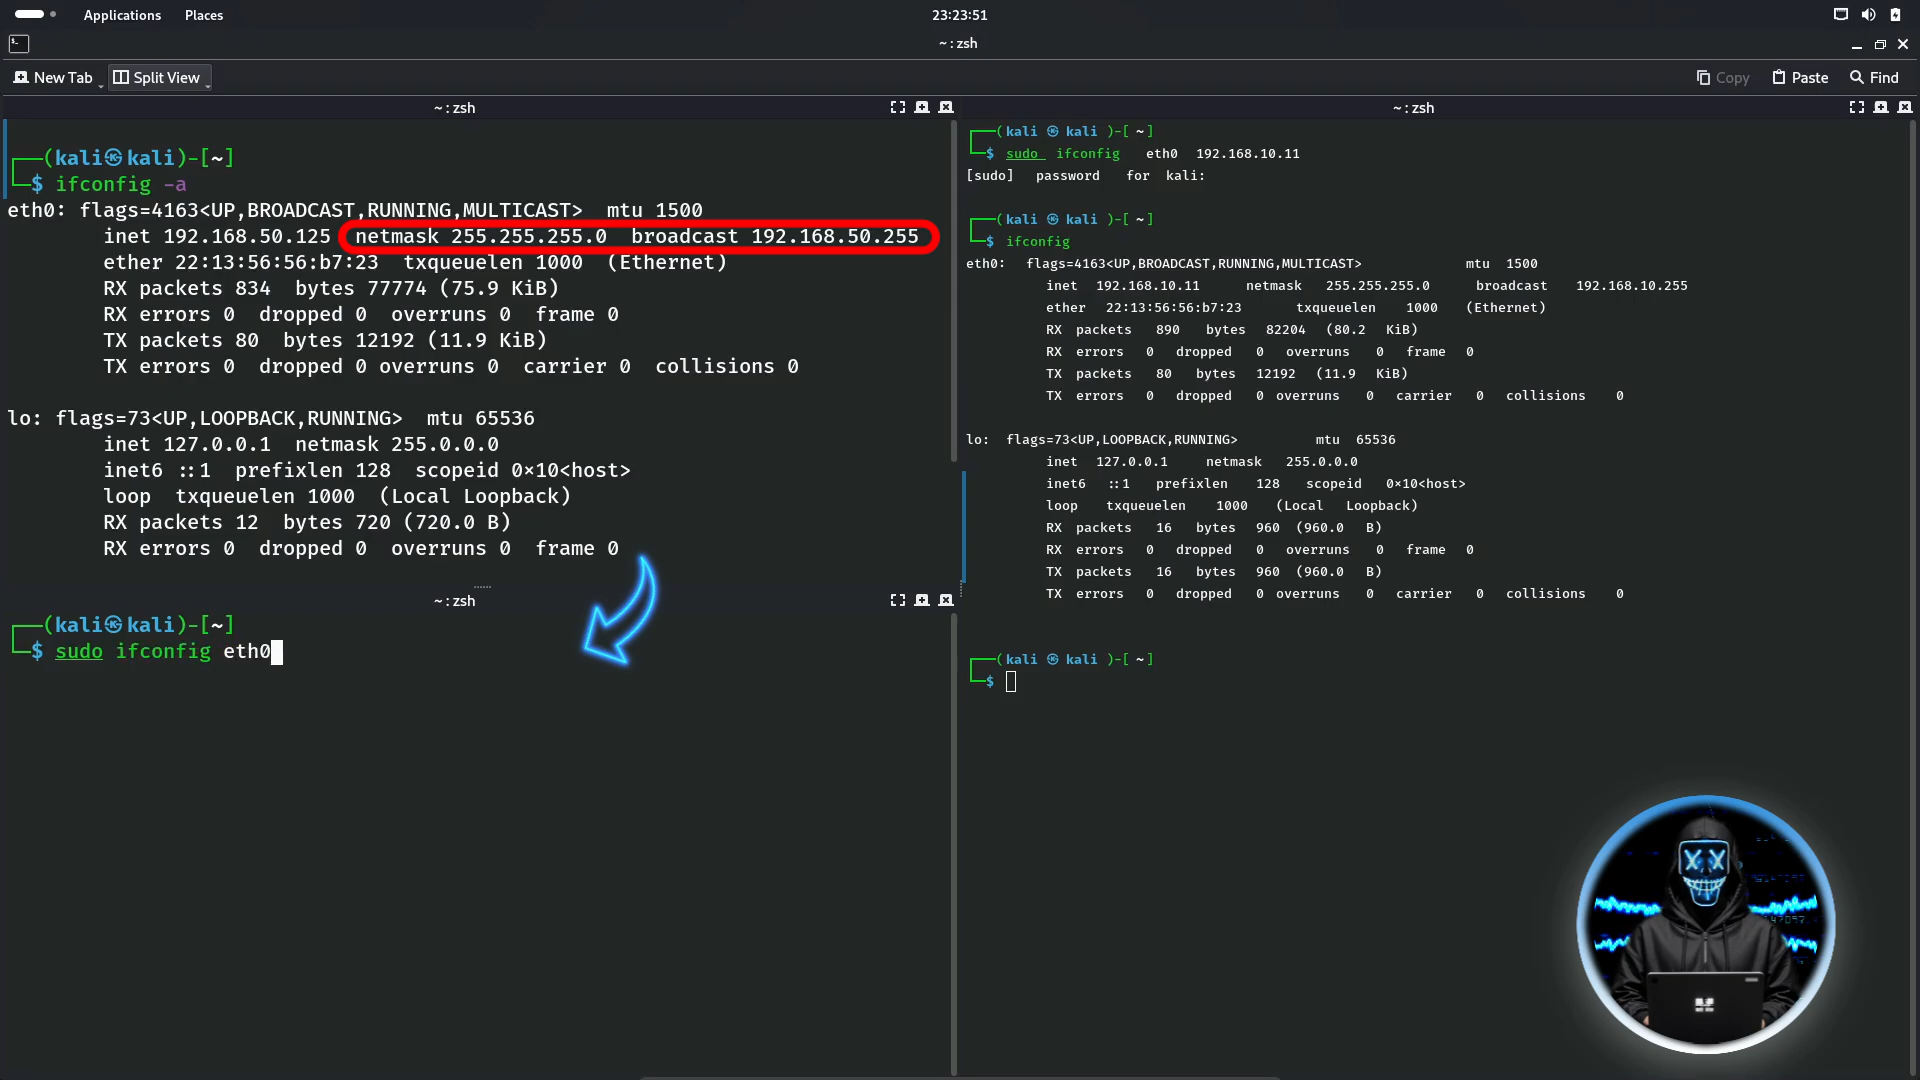 Applications Places
23:23:51
~ : zsh
New Tab Split View
Copy Paste Find
~ : zsh
(kali㉿kali)-[~]
$ ifconfig -a
eth0: flags=4163<UP,BROADCAST,RUNNING,MULTICAST> mtu 1500
inet 192.168.50.125 netmask 255.255.255.0 broadcast 192.168.50.255
ether 22:13:56:56:b7:23 txqueuelen 1000 (Ethernet)
RX packets 834 bytes 77774 (75.9 KiB)
RX errors 0 dropped 0 overruns 0 frame 0
TX packets 80 bytes 12192 (11.9 KiB)
TX errors 0 dropped 0 overruns 0 carrier 0 collisions 0
lo: flags=73<UP,LOOPBACK,RUNNING> mtu 65536
inet 127.0.0.1 netmask 255.0.0.0
inet6 ::1 prefixlen 128 scopeid 0×10<host>
loop txqueuelen 1000 (Local Loopback)
RX packets 12 bytes 720 (720.0 B)
RX errors 0 dropped 0 overruns 0 frame 0
~ : zsh
(kali㉿kali)-[~]
$ sudo ifconfig eth0
~ : zsh
(kali ㉿ kali )-[ ~ ]
$ sudo ifconfig eth0 192.168.10.11
[sudo] password for kali:
(kali ㉿ kali )-[ ~ ]
$ ifconfig
eth0: flags=4163<UP,BROADCAST,RUNNING,MULTICAST> mtu 1500
inet 192.168.10.11 netmask 255.255.255.0 broadcast 192.168.10.255
ether 22:13:56:56:b7:23 txqueuelen 1000 (Ethernet)
RX packets 890 bytes 82204 (80.2 KiB)
RX errors 0 dropped 0 overruns 0 frame 0
TX packets 80 bytes 12192 (11.9 KiB)
TX errors 0 dropped 0 overruns 0 carrier 0 collisions 0
lo: flags=73<UP,LOOPBACK,RUNNING> mtu 65536
inet 127.0.0.1 netmask 255.0.0.0
inet6 ::1 prefixlen 128 scopeid 0×10<host>
loop txqueuelen 1000 (Local Loopback)
RX packets 16 bytes 960 (960.0 B)
RX errors 0 dropped 0 overruns 0 frame 0
TX packets 16 bytes 960 (960.0 B)
TX errors 0 dropped 0 overruns 0 carrier 0 collisions 0
(kali ㉿ kali )-[ ~ ]
$